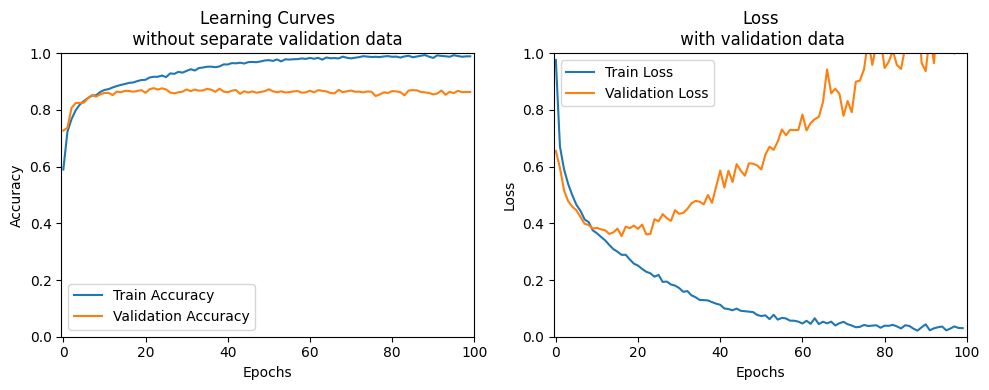 Learning Curves
without separate validation data
Accuracy
1.0
0.8
0.6
0.4
0.2
0.0
Train Accuracy
Validation Accuracy
0 20 40 60 80 100
Epochs
Loss
with validation data
Loss
1.0
0.8
0.6
0.4
0.2
0.0
Train Loss
Validation Loss
0 20 40 60 80 100
Epochs